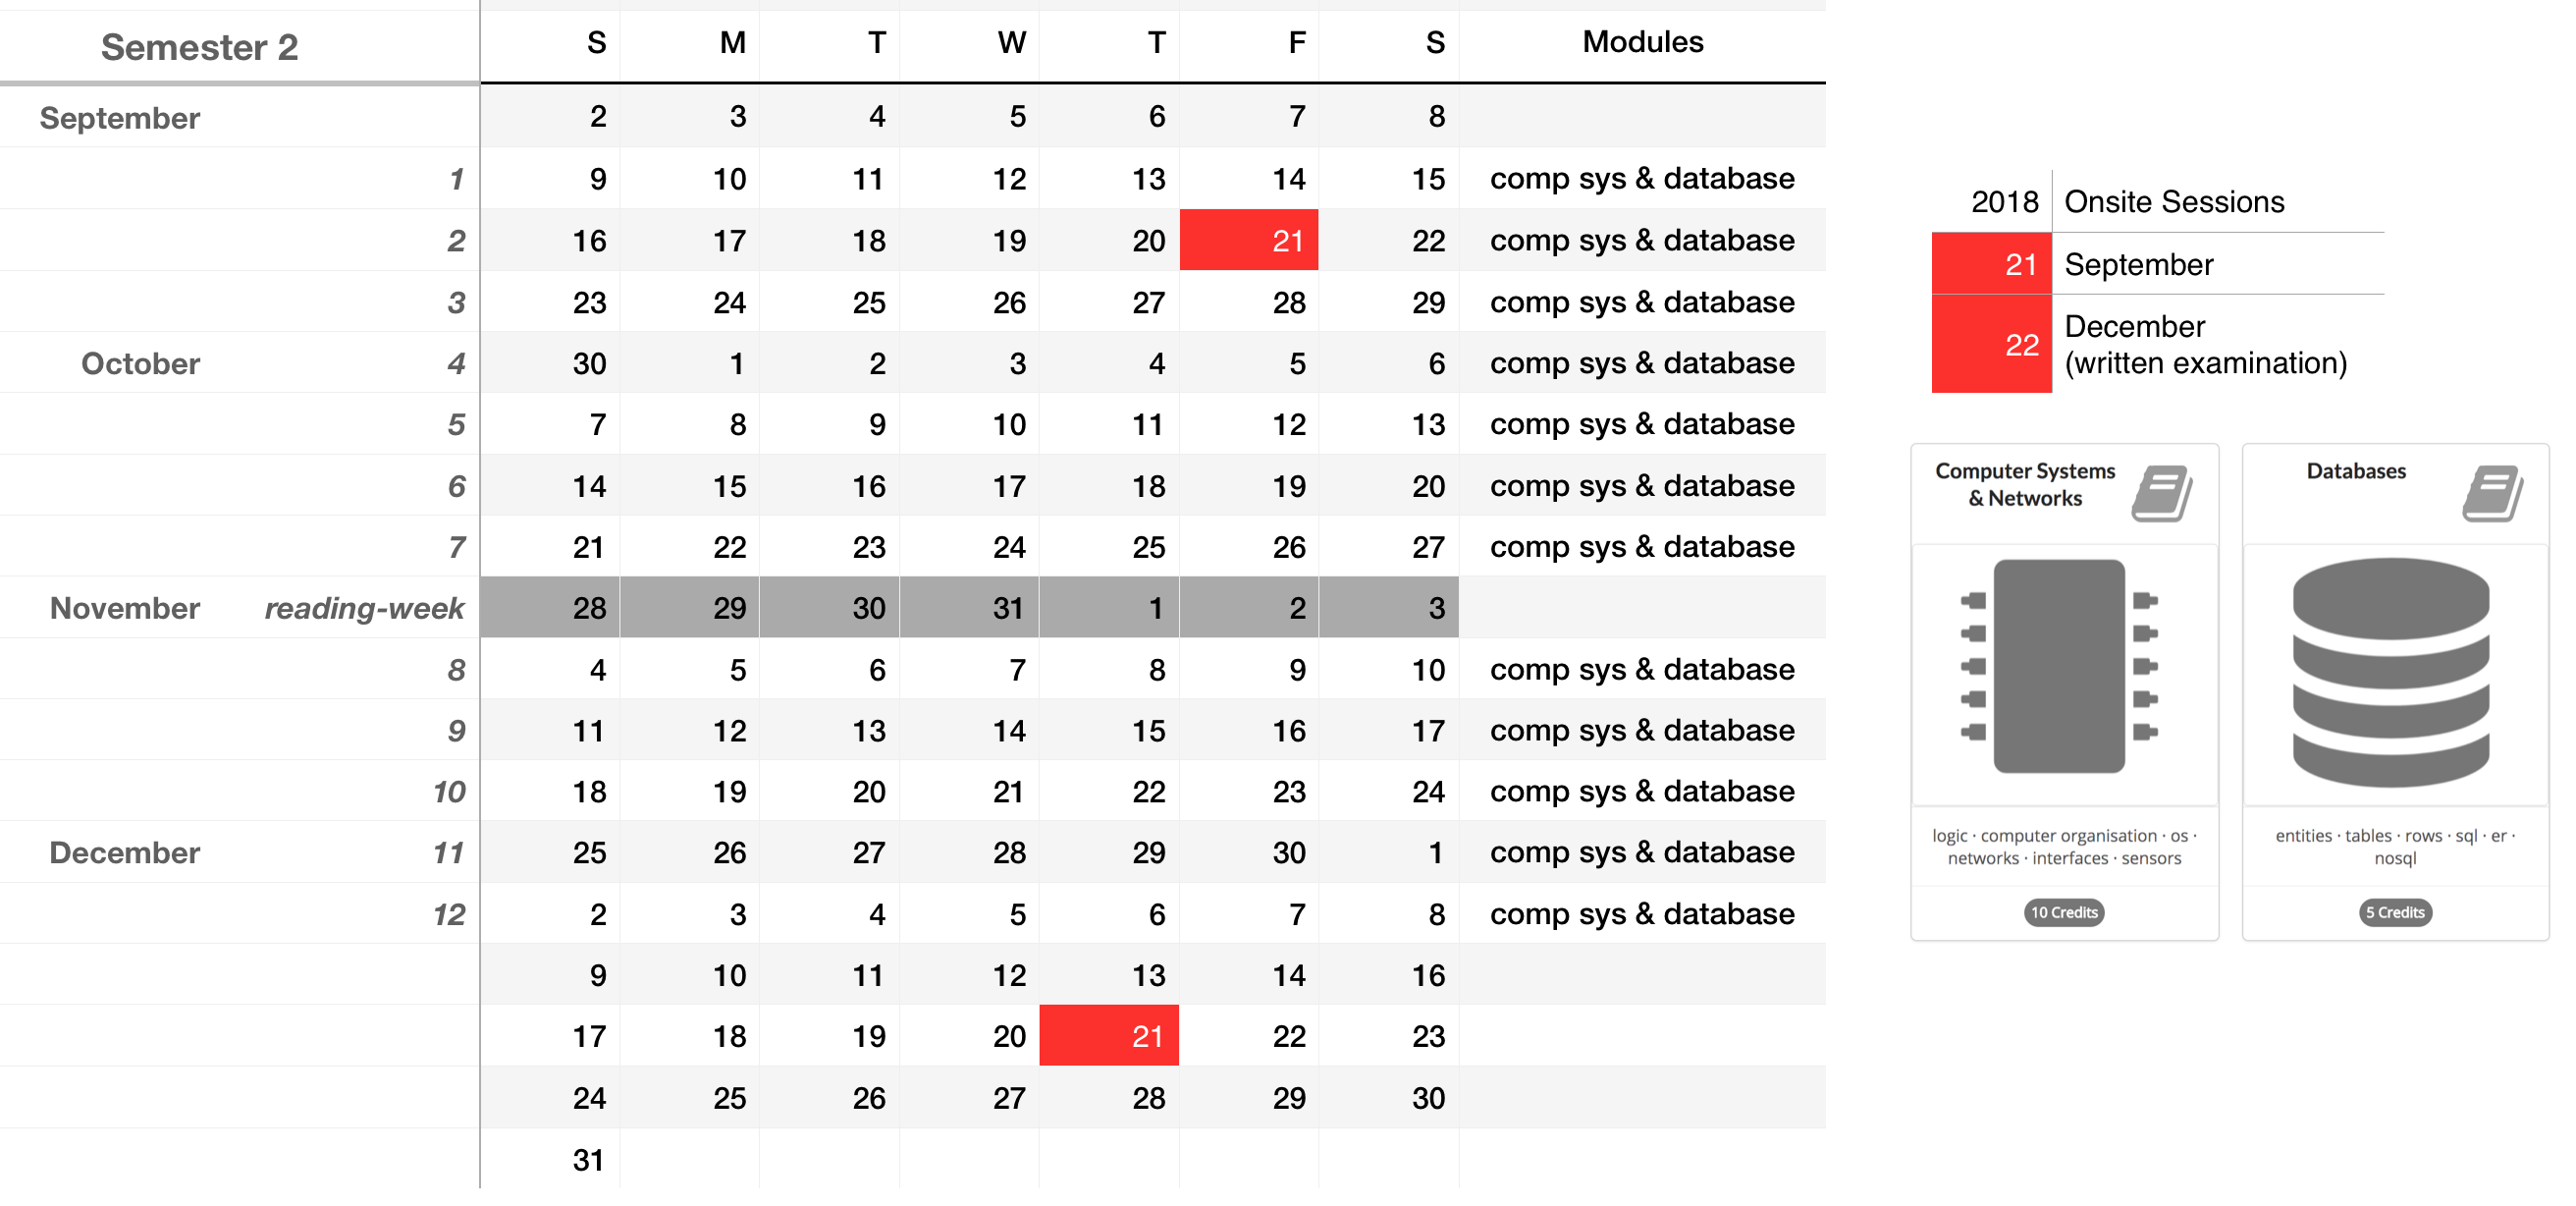 Semester 2 S M T W T F S Modules
September 2 3 4 5 6 7 8
1 9 10 11 12 13 14 15 comp sys & database
2 16 17 18 19 20 21 22 comp sys & database
3 23 24 25 26 27 28 29 comp sys & database
October 4 30 1 2 3 4 5 6 comp sys & database
5 7 8 9 10 11 12 13 comp sys & database
6 14 15 16 17 18 19 20 comp sys & database
7 21 22 23 24 25 26 27 comp sys & database
November reading-week 28 29 30 31 1 2 3
8 4 5 6 7 8 9 10 comp sys & database
9 11 12 13 14 15 16 17 comp sys & database
10 18 19 20 21 22 23 24 comp sys & database
December 11 25 26 27 28 29 30 1 comp sys & database
12 2 3 4 5 6 7 8 comp sys & database
9 10 11 12 13 14 16
17 18 19 20 21 22 23
24 25 26 27 28 29 30
31
2018 Onsite Sessions
21 September
22 December
(written examination)
Computer Systems
& Networks
logic · computer organisation · os ·
networks · interfaces · sensors
10 Credits
Databases
entities · tables · rows · sql · er ·
nosql
5 Credits